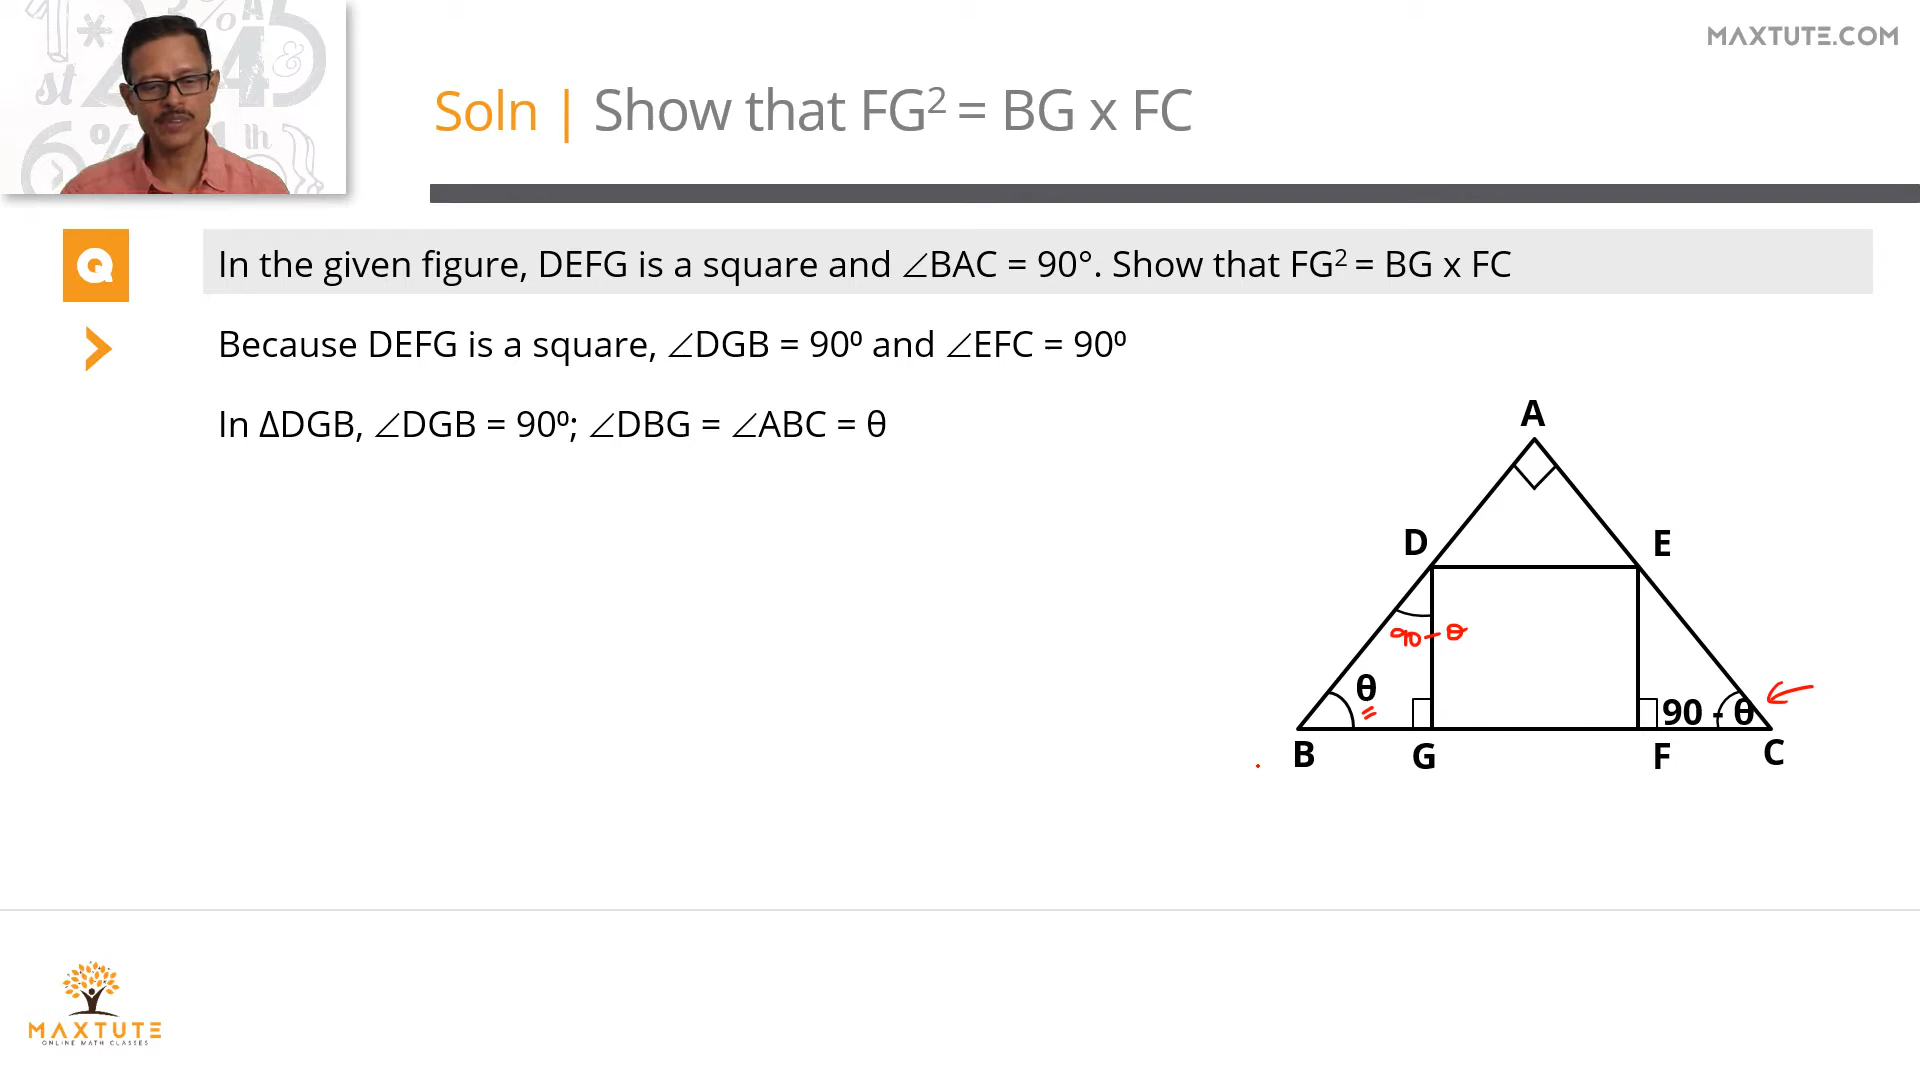 MAXTUTE.COM
Soln | Show that FG² = BG x FC
Q
In the given figure, DEFG is a square and ∠BAC = 90°. Show that FG² = BG x FC
Because DEFG is a square, ∠DGB = 90⁰ and ∠EFC = 90⁰
In ΔDGB, ∠DGB = 90⁰; ∠DBG = ∠ABC = θ
A
D
E
90 - θ
θ
90 - θ
B
G
F
C
MAXTUTE
ONLINE MATH CLASSES